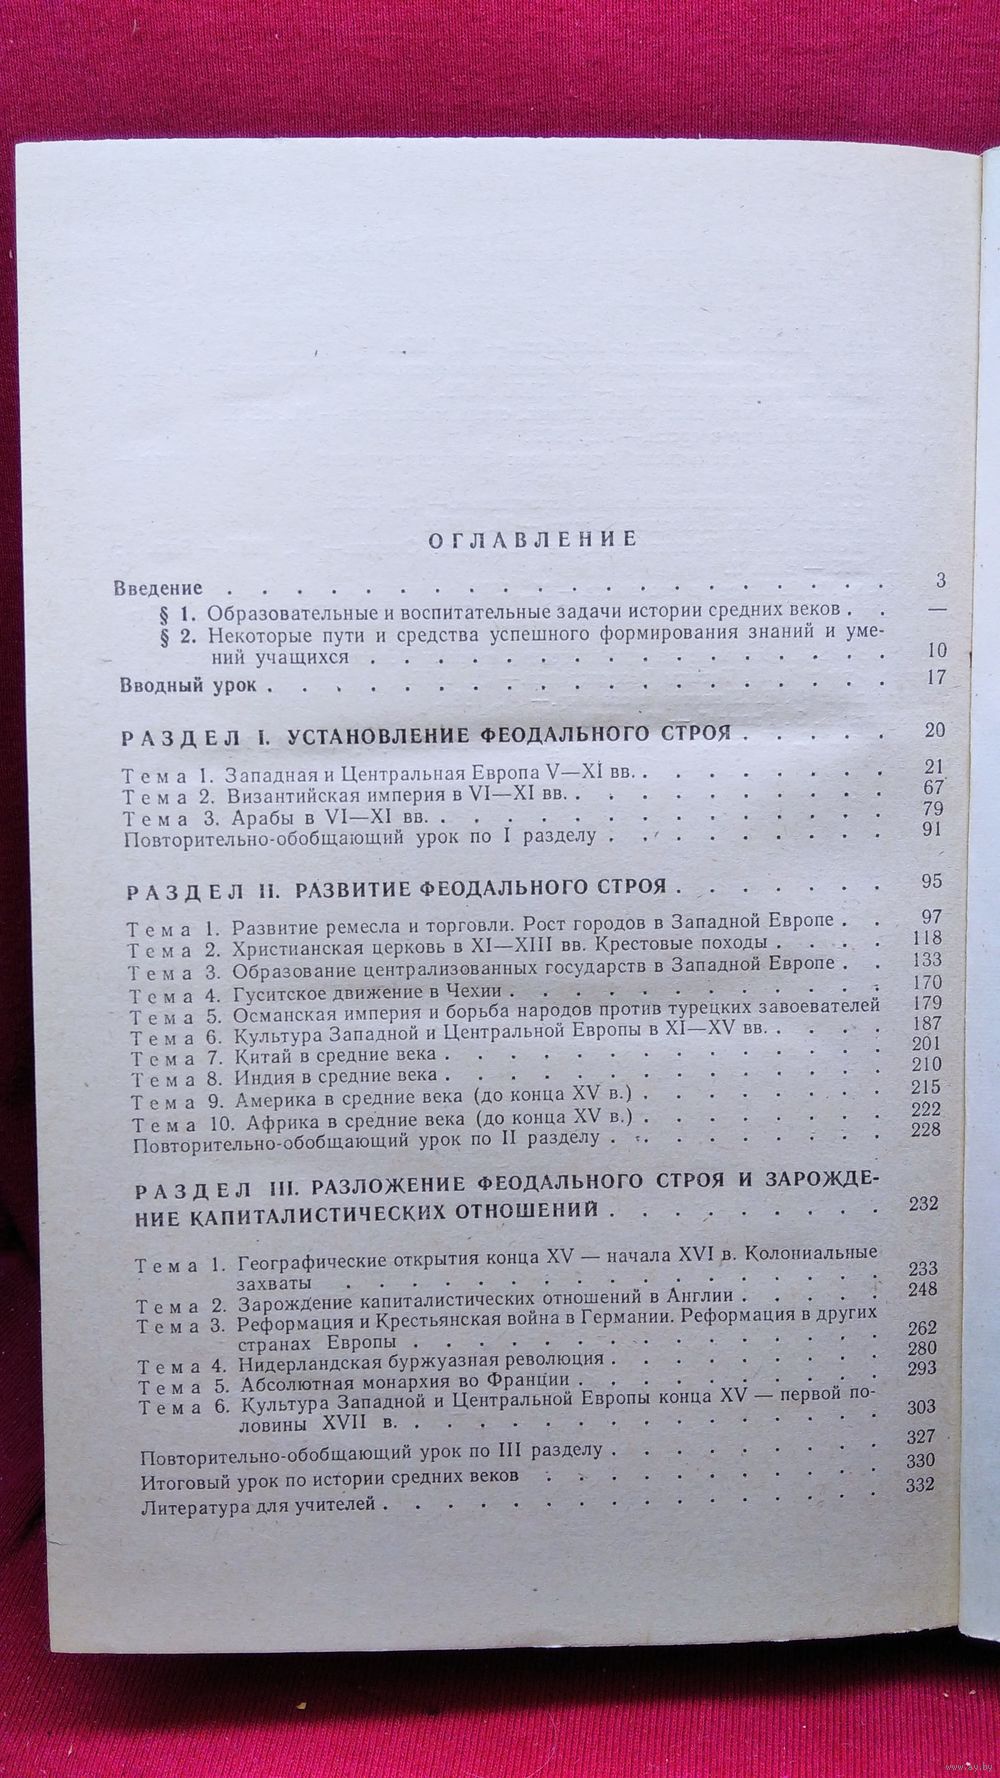 ОГЛАВЛЕНИЕ
Введение . . . . . . . . . . . . . . . . . . . . 3
§ 1. Образовательные и воспитательные задачи истории средних веков . . —
§ 2. Некоторые пути и средства успешного формирования знаний и уме-
ний учащихся . . . . . . . . . . . . . . . . 10
Вводный урок . . . . . . . . . . . . . . . . . . . 17
РАЗДЕЛ I. УСТАНОВЛЕНИЕ ФЕОДАЛЬНОГО СТРОЯ . . . . . 20
Тема 1. Западная и Центральная Европа V—XI вв. . . . . . . . . 21
Тема 2. Византийская империя в VI—XI вв. . . . . . . . . . . 67
Тема 3. Арабы в VI—XI вв. . . . . . . . . . . . . . . 79
Повторительно-обобщающий урок по I разделу . . . . . . . . . 91
РАЗДЕЛ II. РАЗВИТИЕ ФЕОДАЛЬНОГО СТРОЯ . . . . . . . 95
Тема 1. Развитие ремесла и торговли. Рост городов в Западной Европе . . 97
Тема 2. Христианская церковь в XI—XIII вв. Крестовые походы . . . . 118
Тема 3. Образование централизованных государств в Западной Европе . . 133
Тема 4. Гуситское движение в Чехии . . . . . . . . . . . . 170
Тема 5. Османская империя и борьба народов против турецких завоевателей 179
Тема 6. Культура Западной и Центральной Европы в XI—XV вв. . . . . 187
Тема 7. Китай в средние века . . . . . . . . . . . . . . 201
Тема 8. Индия в средние века . . . . . . . . . . . . . . 210
Тема 9. Америка в средние века (до конца XV в.) . . . . . . . . 215
Тема 10. Африка в средние века (до конца XV в.) . . . . . . . . 222
Повторительно-обобщающий урок по II разделу . . . . . . . . . 228
РАЗДЕЛ III. РАЗЛОЖЕНИЕ ФЕОДАЛЬНОГО СТРОЯ И ЗАРОЖДЕ-
НИЕ КАПИТАЛИСТИЧЕСКИХ ОТНОШЕНИЙ . . . . . . . . . 232
Тема 1. Географические открытия конца XV — начала XVI в. Колониальные
захваты . . . . . . . . . . . . . . . . . 233
Тема 2. Зарождение капиталистических отношений в Англии . . . . . 248
Тема 3. Реформация и Крестьянская война в Германии. Реформация в других
странах Европы . . . . . . . . . . . . . . . 262
Тема 4. Нидерландская буржуазная революция . . . . . . . . . 280
Тема 5. Абсолютная монархия во Франции . . . . . . . . . . 293
Тема 6. Культура Западной и Центральной Европы конца XV — первой по-
ловины XVII в. . . . . . . . . . . . . . . . 303
Повторительно-обобщающий урок по III разделу . . . . . . . . . 327
Итоговый урок по истории средних веков . . . . . . . . . . . 330
Литература для учителей . . . . . . . . . . . . . . . . 332
www.ay.by